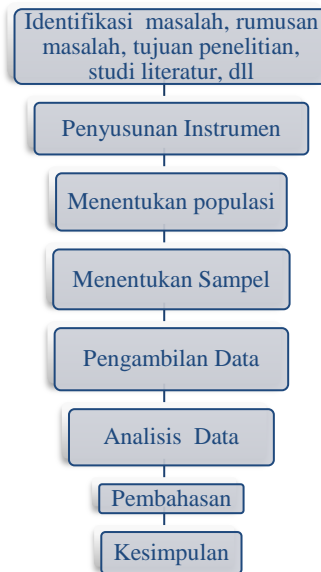 Identifikasi masalah, rumusan
masalah, tujuan penelitian,
studi literatur, dll
Penyusunan Instrumen
Menentukan populasi
Menentukan Sampel
Pengambilan Data
Analisis Data
Pembahasan
Kesimpulan